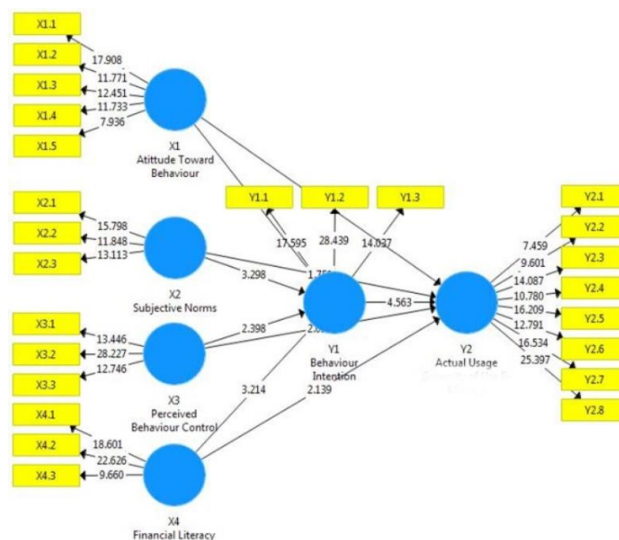 X1.1
X1.2
X1.3
X1.4
X1.5
17.908
11.771
12.451
11.733
7.936
X1
Atittude Toward
Behaviour
X2.1
X2.2
X2.3
15.798
11.848
13.113
X2
Subjective Norms
3.298
X3.1
X3.2
X3.3
13.446
28.227
12.746
X3
Perceived
Behaviour Control
2.398
X4.1
X4.2
X4.3
18.601
22.626
9.660
X4
Financial Literacy
3.214
2.139
Y1.1
Y1.2
Y1.3
17.595
28.439
14.037
Y1
Behaviour
Intention
4.563
Y2
Actual Usage
7.459
9.601
14.087
10.780
16.209
12.791
16.534
25.397
Y2.1
Y2.2
Y2.3
Y2.4
Y2.5
Y2.6
Y2.7
Y2.8